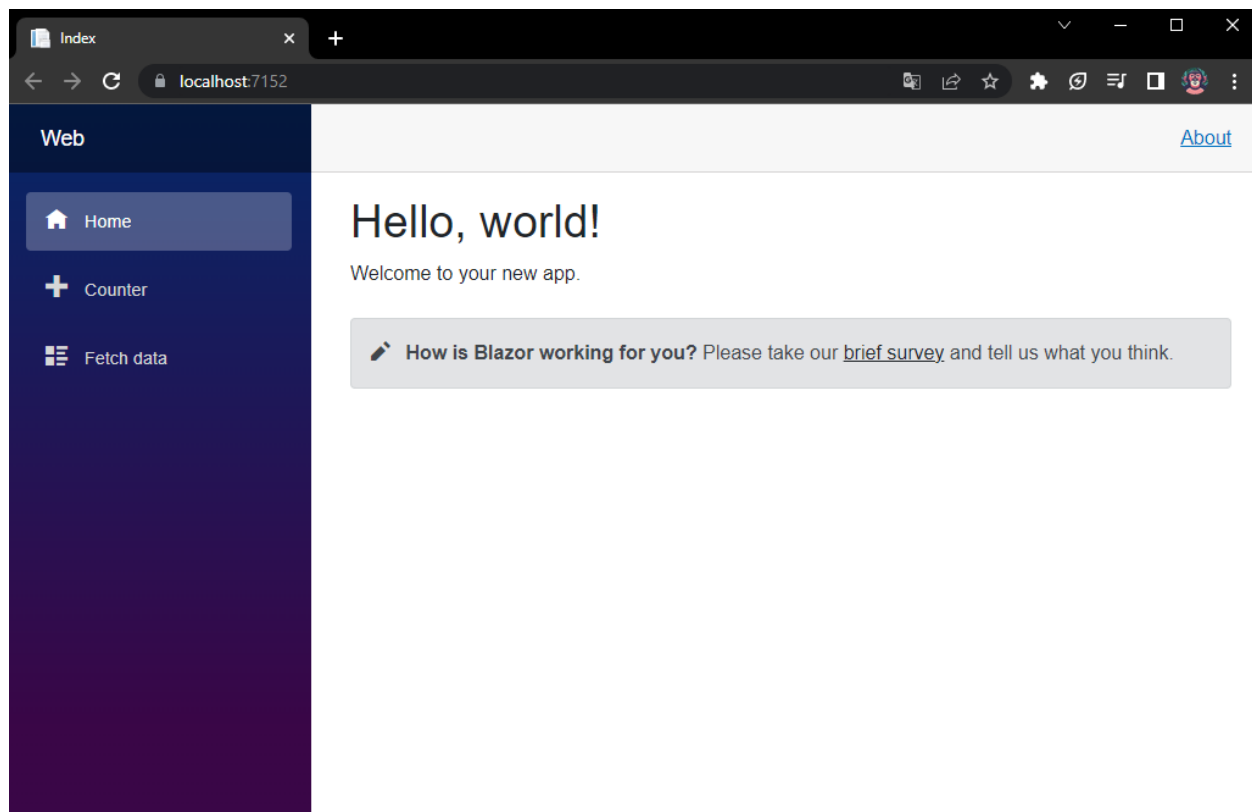 Index
localhost:7152
Web
About
Home
Counter
Fetch data
Hello, world!
Welcome to your new app.
How is Blazor working for you? Please take our brief survey and tell us what you think.